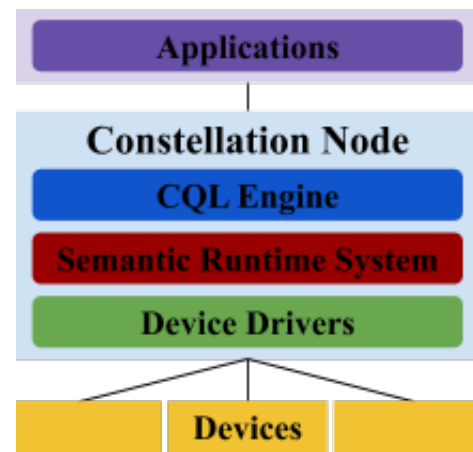 Applications
Constellation Node
CQL Engine
Semantic Runtime System
Device Drivers
Devices